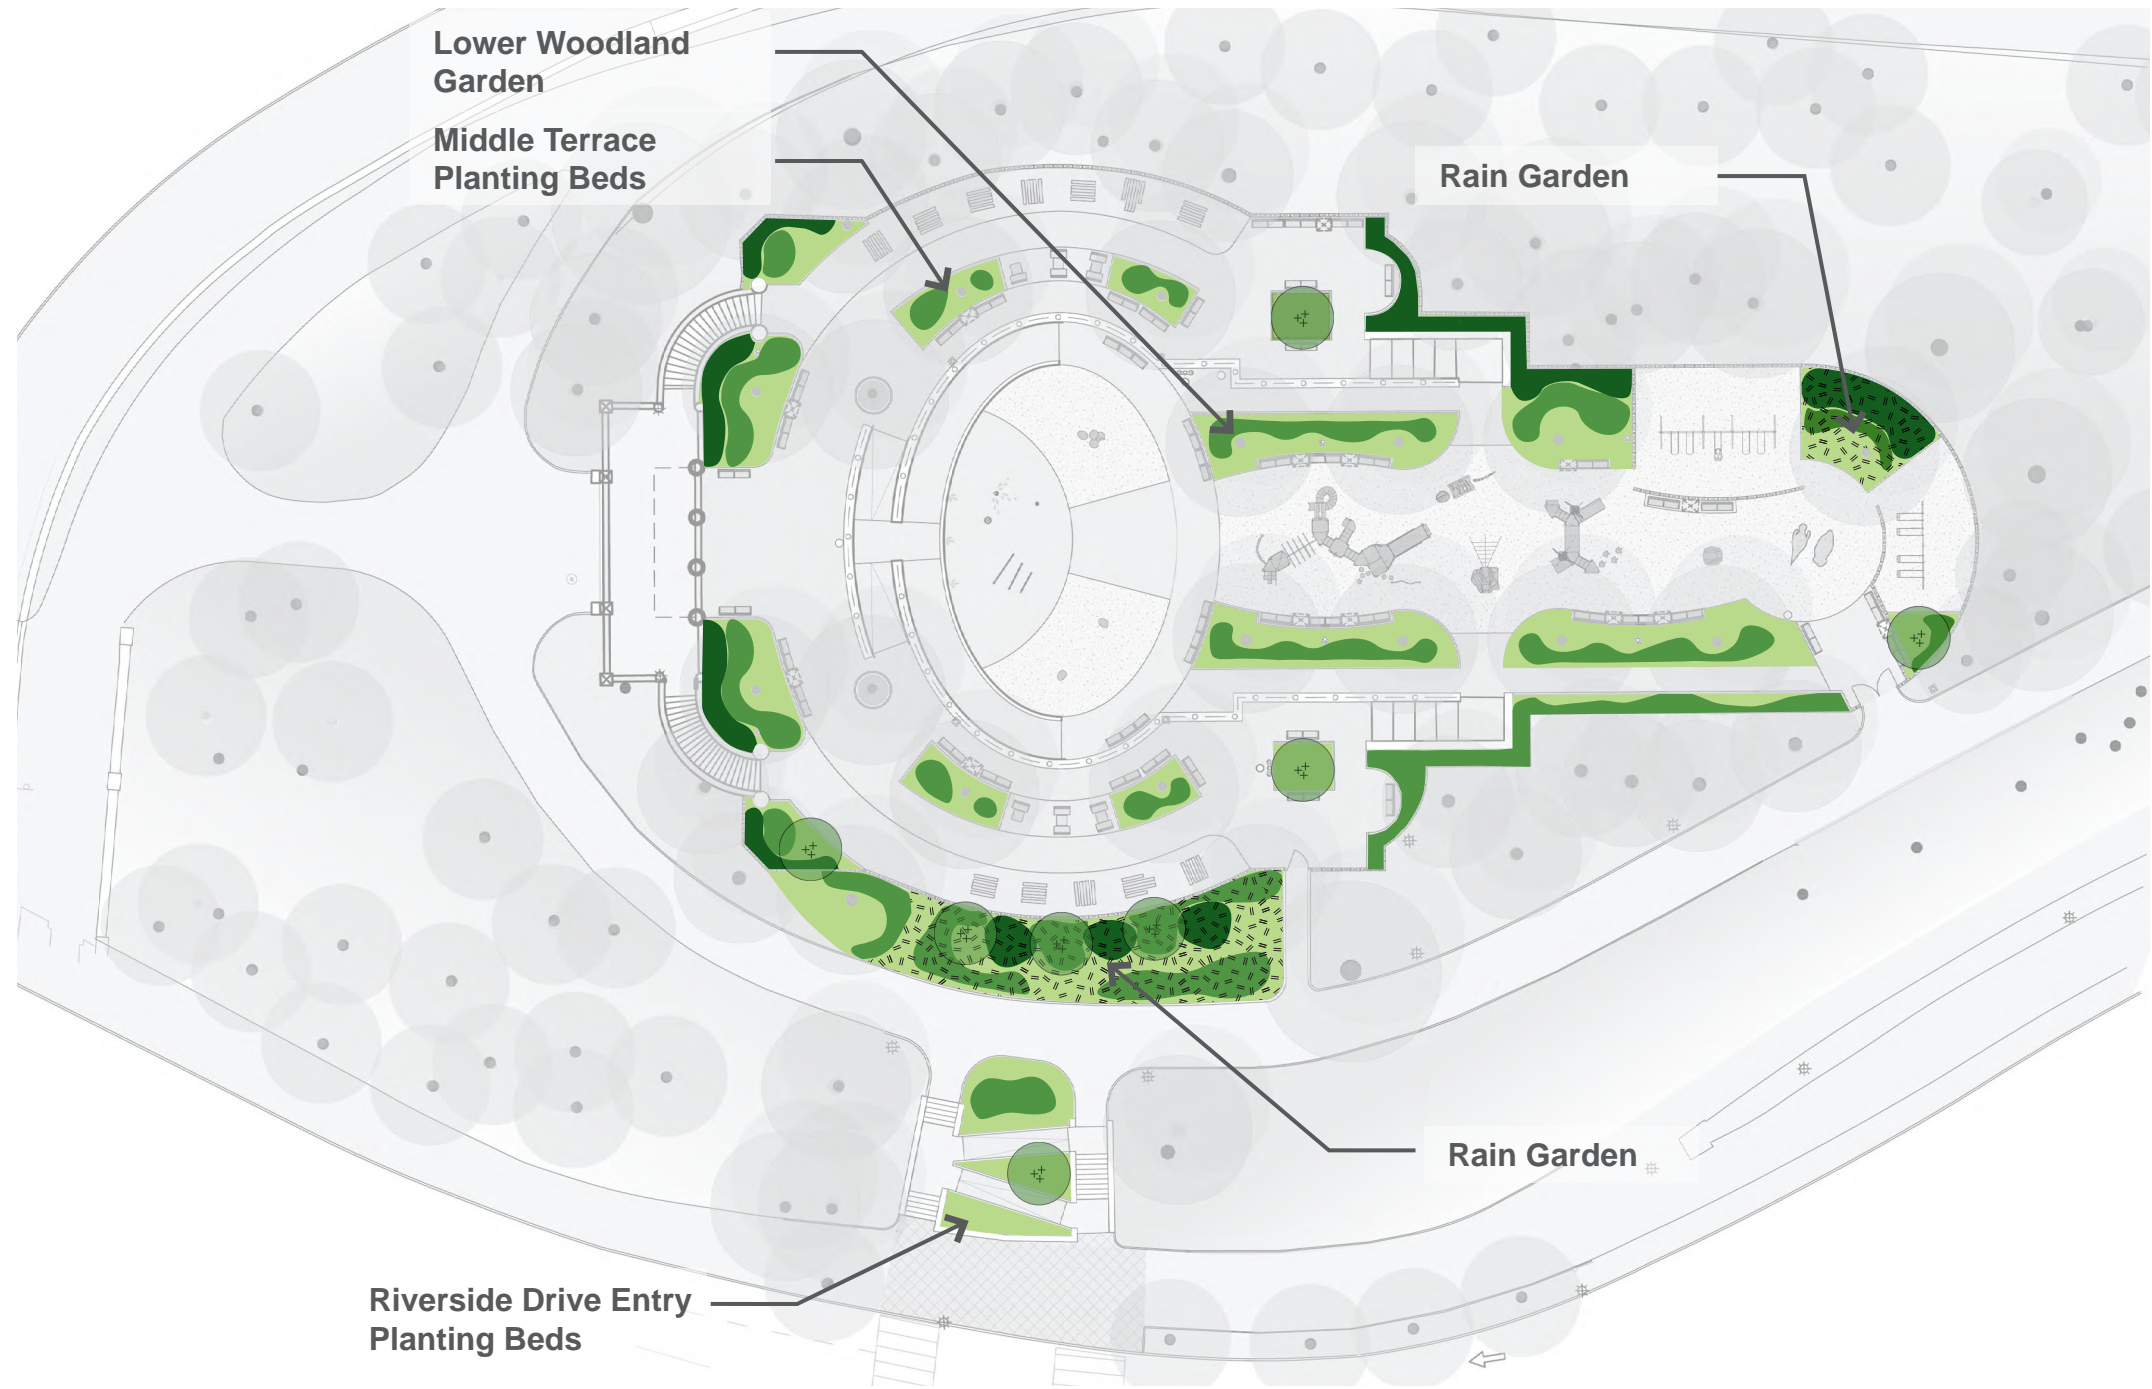 Lower Woodland
Garden
Middle Terrace
Planting Beds
Rain Garden
Rain Garden
Riverside Drive Entry
Planting Beds